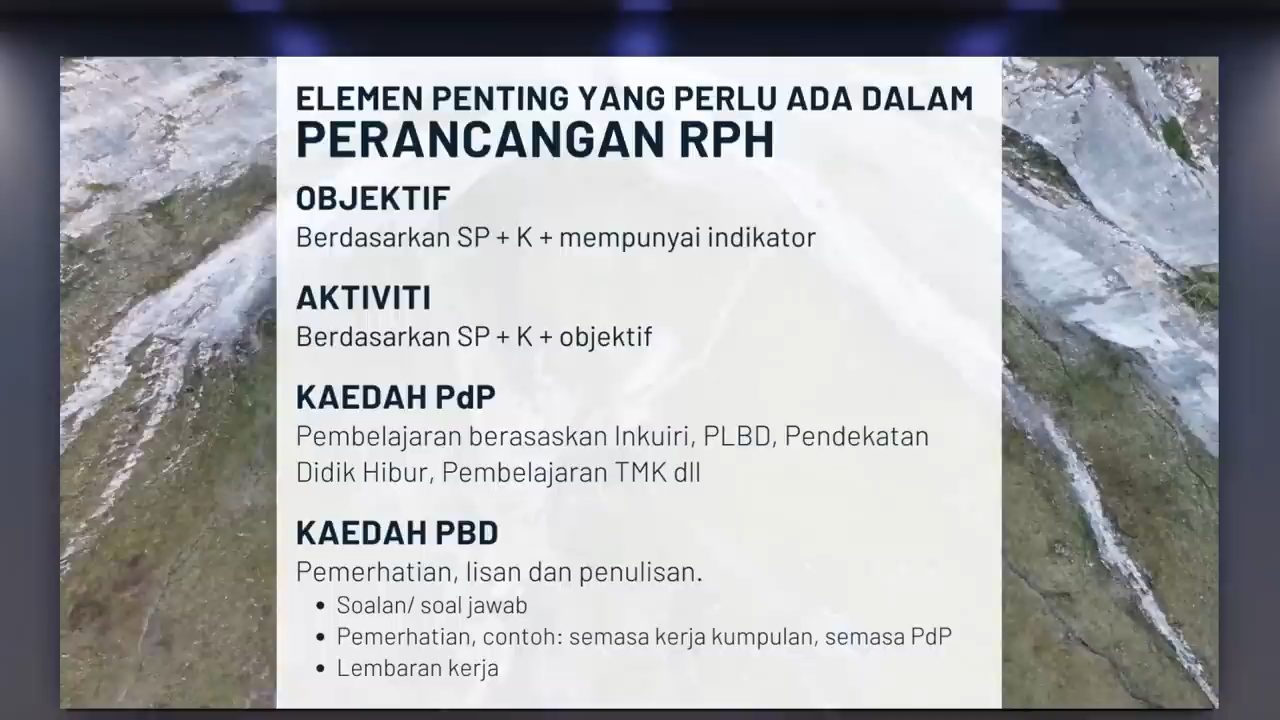 ELEMEN PENTING YANG PERLU ADA DALAM
PERANCANGAN RPH
OBJEKTIF
Berdasarkan SP + K + mempunyai indikator
AKTIVITI
Berdasarkan SP + K + objektif
KAEDAH PdP
Pembelajaran berasaskan Inkuiri, PLBD, Pendekatan
Didik Hibur, Pembelajaran TMK dll
KAEDAH PBD
Pemerhatian, lisan dan penulisan.
• Soalan/ soal jawab
• Pemerhatian, contoh: semasa kerja kumpulan, semasa PdP
• Lembaran kerja